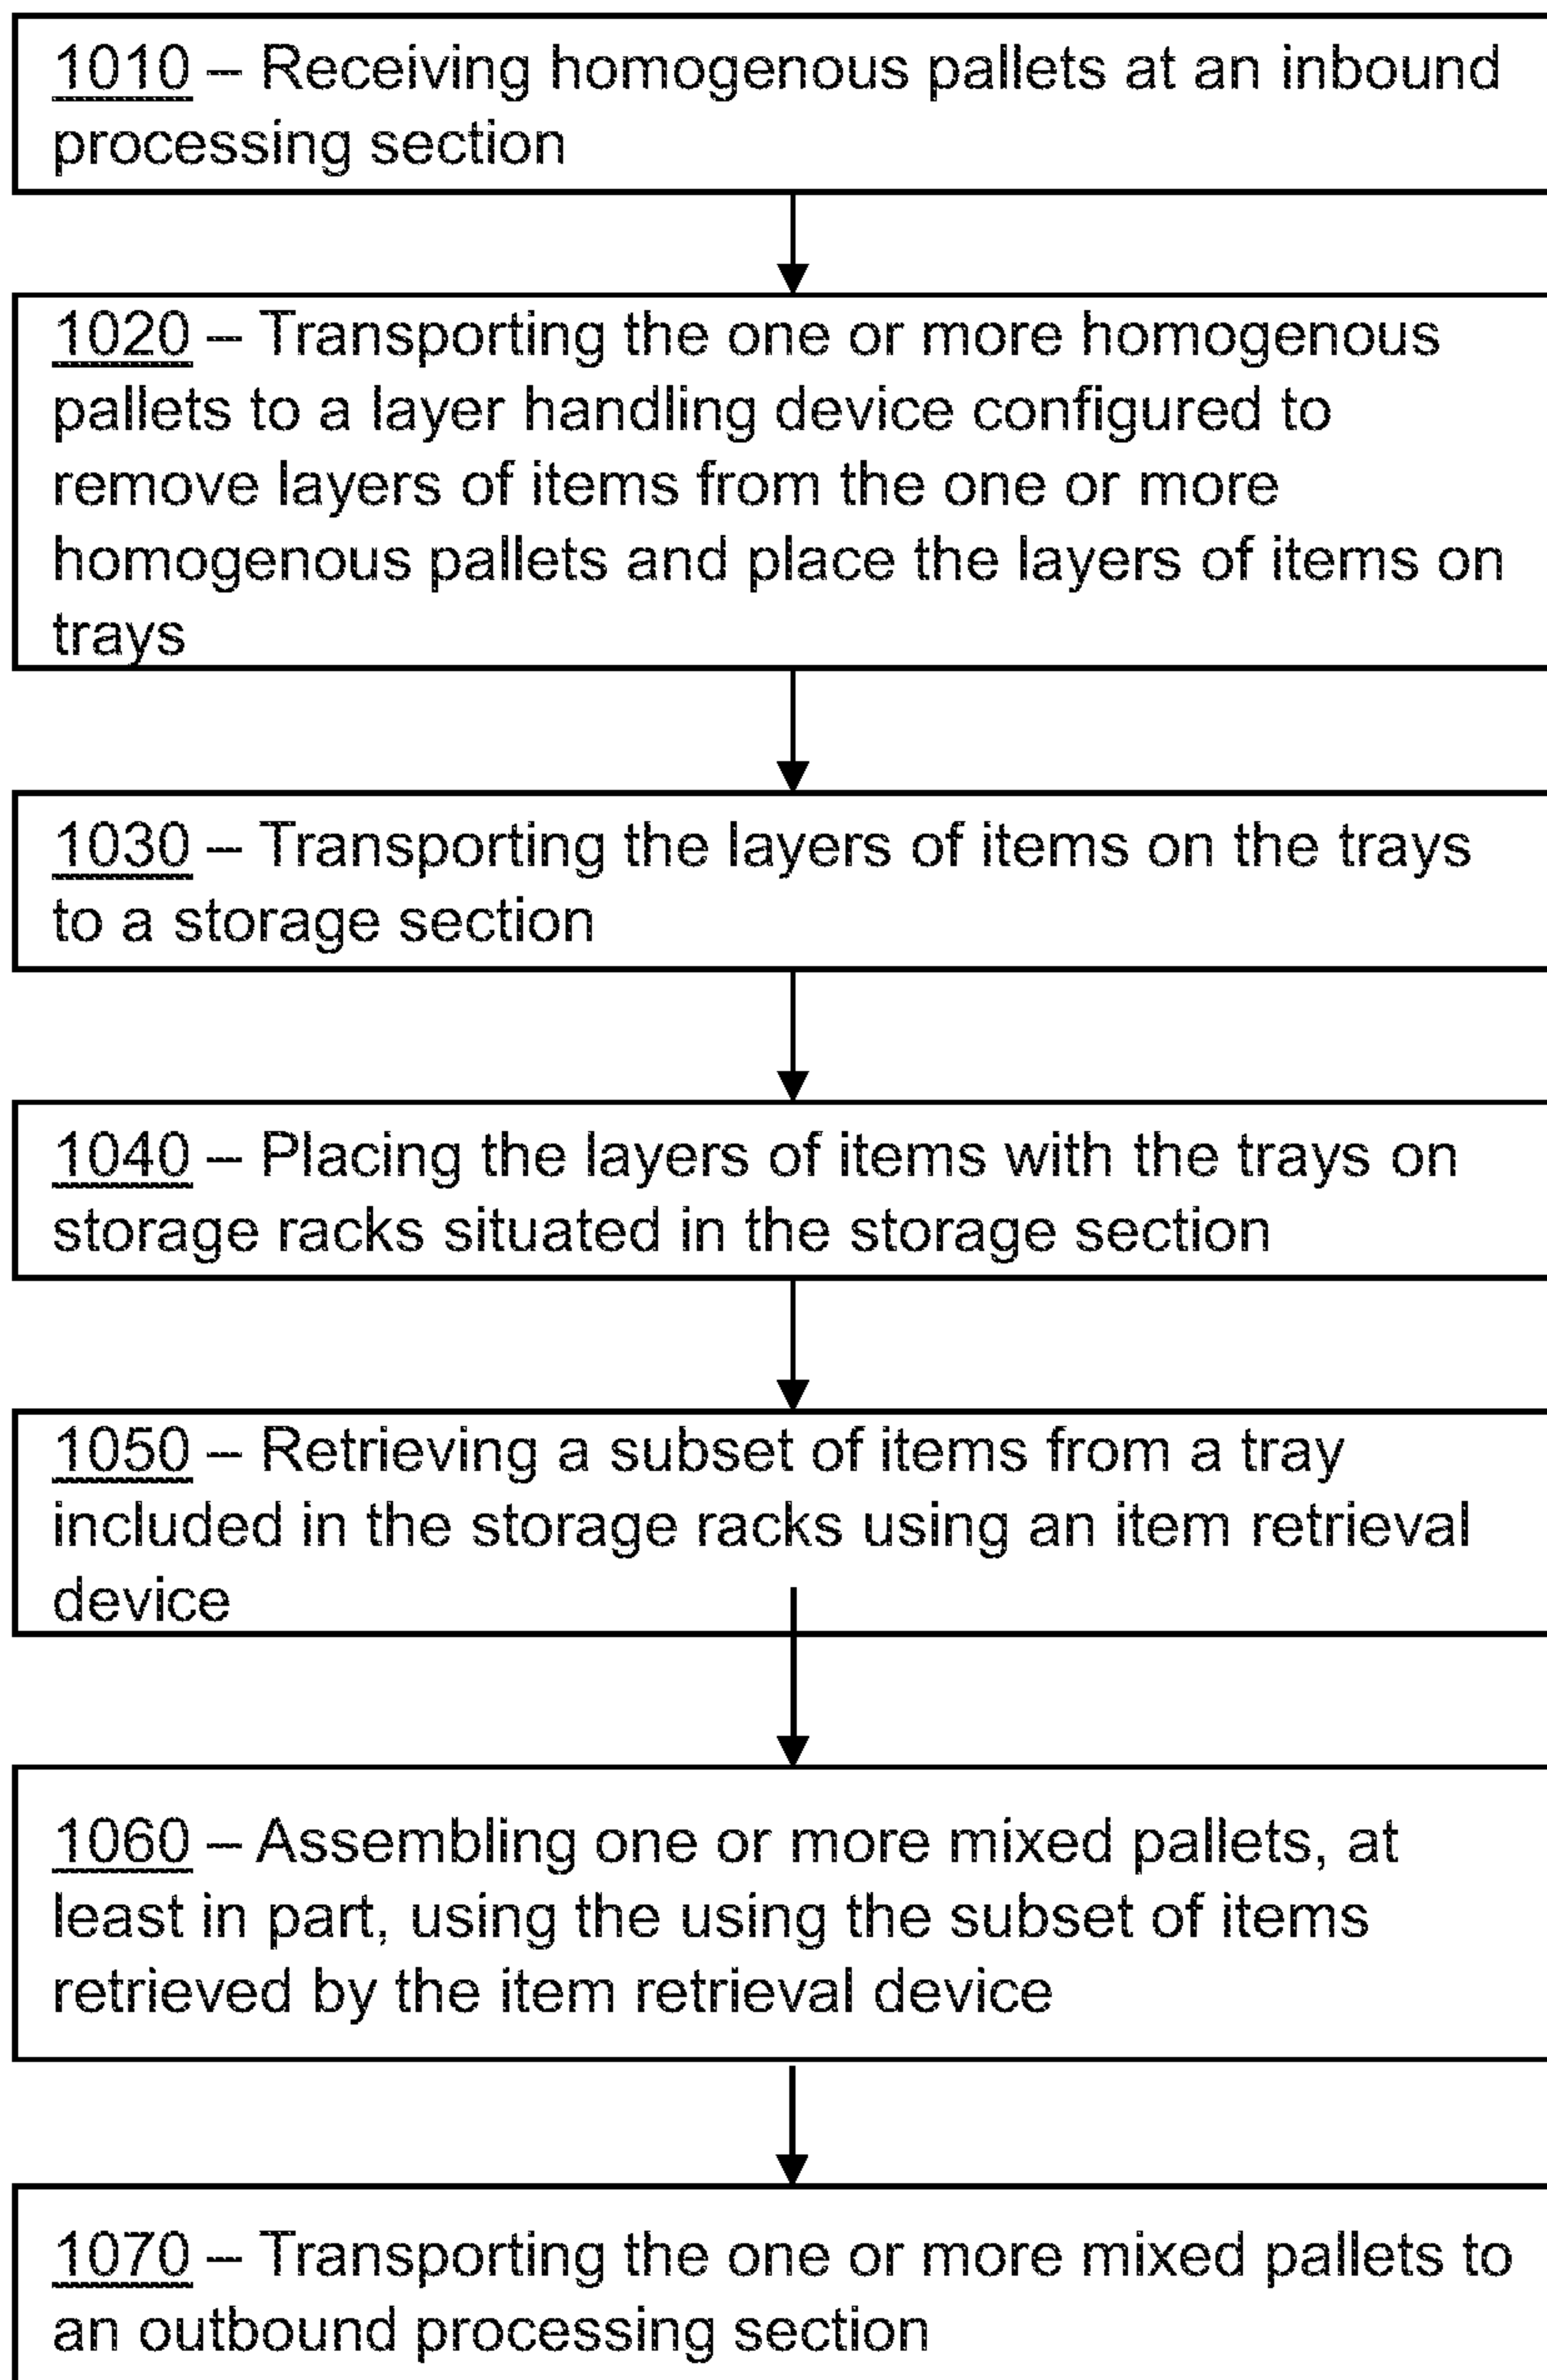 1010 – Receiving homogenous pallets at an inbound
processing section
1020 – Transporting the one or more homogenous
pallets to a layer handling device configured to
remove layers of items from the one or more
homogenous pallets and place the layers of items on
trays
1030 – Transporting the layers of items on the trays
to a storage section
1040 – Placing the layers of items with the trays on
storage racks situated in the storage section
1050 – Retrieving a subset of items from a tray
included in the storage racks using an item retrieval
device
1060 – Assembling one or more mixed pallets, at
least in part, using the using the subset of items
retrieved by the item retrieval device
1070 – Transporting the one or more mixed pallets to
an outbound processing section